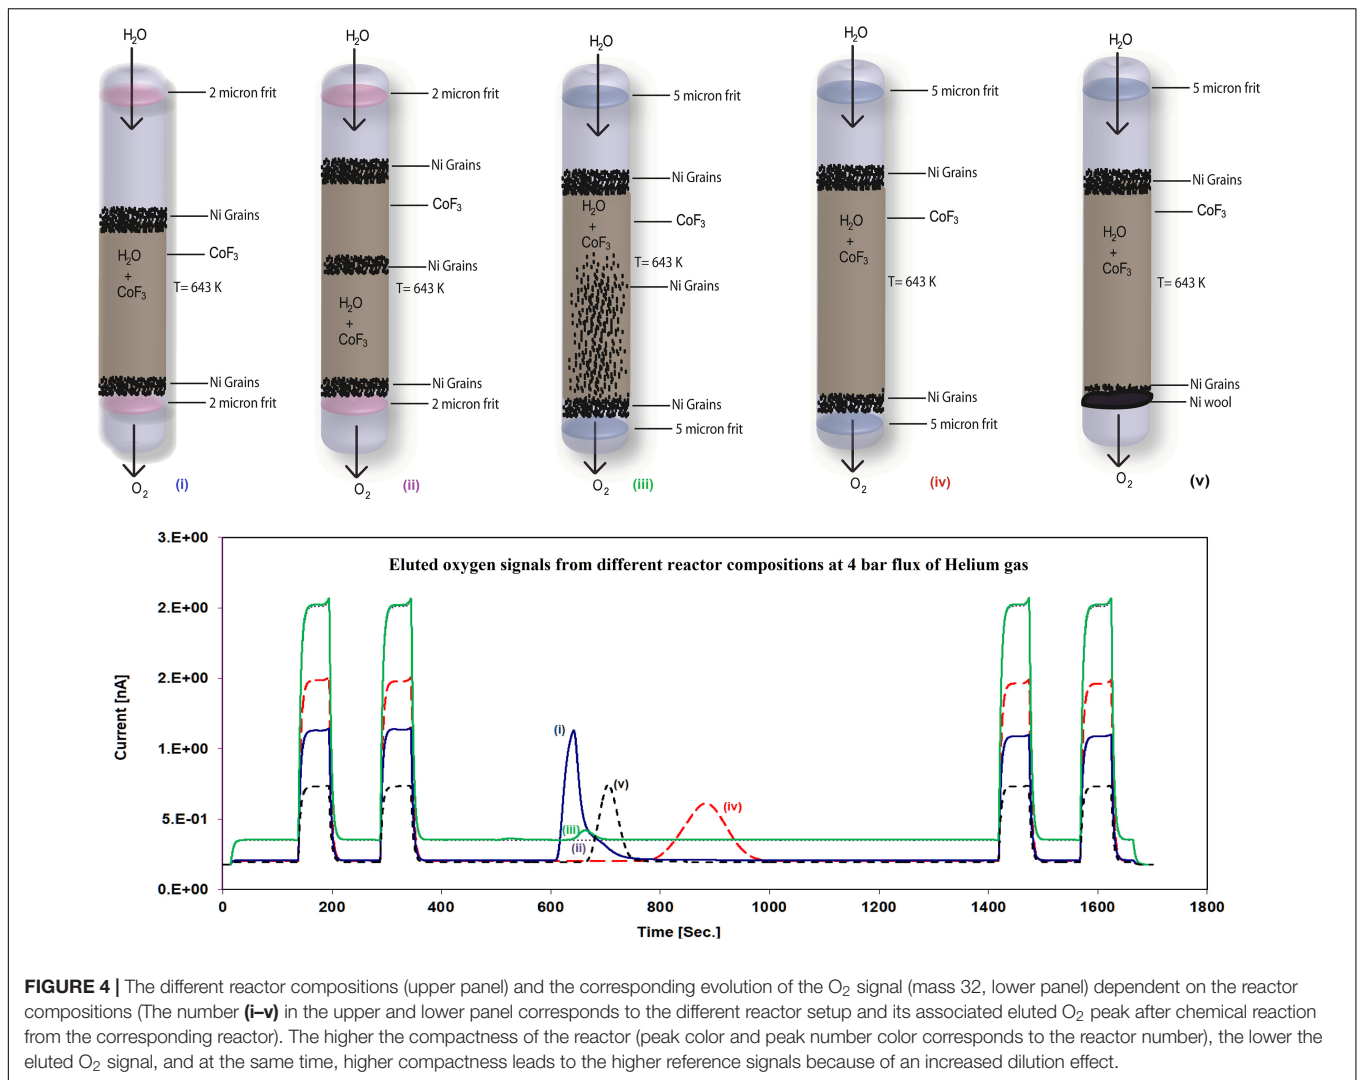 H2O
2 micron frit
Ni Grains
H2O
+
CoF3
CoF3
T= 643 K
Ni Grains
2 micron frit
O2
(i)
H2O
2 micron frit
Ni Grains
CoF3
Ni Grains
T= 643 K
H2O
+
CoF3
Ni Grains
2 micron frit
O2
(ii)
H2O
5 micron frit
Ni Grains
H2O
+
CoF3
CoF3
T= 643 K
Ni Grains
Ni Grains
5 micron frit
O2
(iii)
H2O
5 micron frit
Ni Grains
H2O
+
CoF3
CoF3
T= 643 K
Ni Grains
5 micron frit
O2
(iv)
H2O
5 micron frit
Ni Grains
CoF3
H2O
+
CoF3
T= 643 K
Ni Grains
Ni wool
O2
(v)
Eluted oxygen signals from different reactor compositions at 4 bar flux of Helium gas
Current [nA]
3.E+00
2.E+00
2.E+00
1.E+00
5.E-01
0.E+00
(i)
(v)
(iii)
(ii)
(iv)
0 200 400 600 800 1000 1200 1400 1600 1800
Time [Sec.]
FIGURE 4 | The different reactor compositions (upper panel) and the corresponding evolution of the O2 signal (mass 32, lower panel) dependent on the reactor
compositions (The number (i–v) in the upper and lower panel corresponds to the different reactor setup and its associated eluted O2 peak after chemical reaction
from the corresponding reactor). The higher the compactness of the reactor (peak color and peak number color corresponds to the reactor number), the lower the
eluted O2 signal, and at the same time, higher compactness leads to the higher reference signals because of an increased dilution effect.